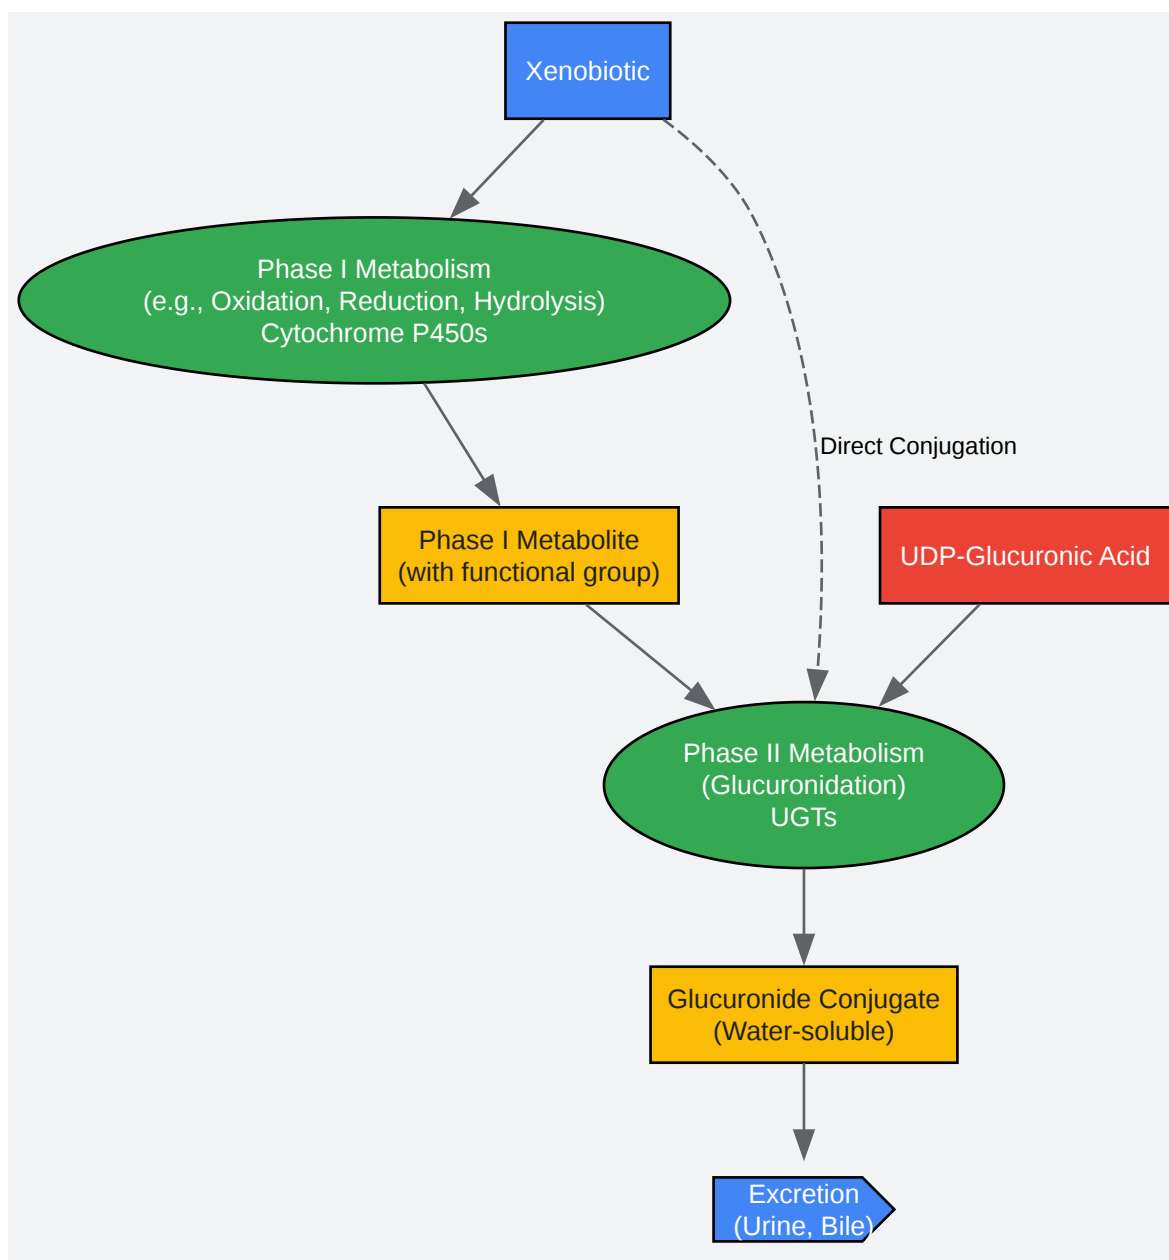 Xenobiotic
Phase I Metabolism
(e.g., Oxidation, Reduction, Hydrolysis)
Cytochrome P450s
Direct Conjugation
Phase I Metabolite
(with functional group)
UDP-Glucuronic Acid
Phase II Metabolism
(Glucuronidation)
UGTs
Glucuronide Conjugate
(Water-soluble)
Excretion
(Urine, Bile)